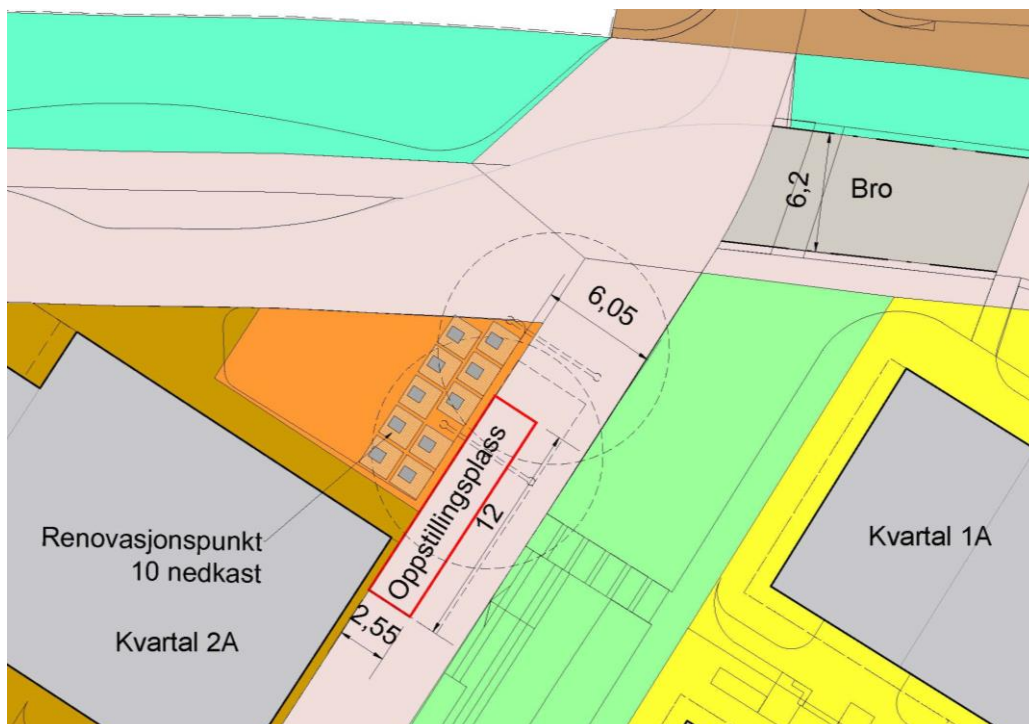 6,2
Bro
6,05
Oppstillingsplass
12
Renovasjonspunkt
10 nedkast
Kvartal 1A
2,55
Kvartal 2A